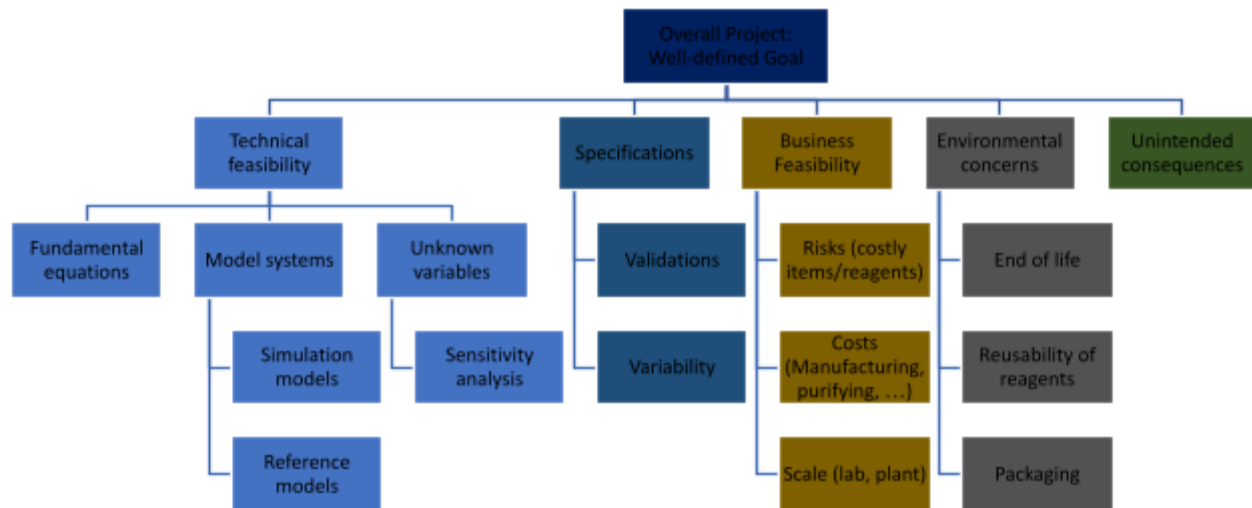 Overall Project:
Well-defined Goal
Technical
feasibility
Specifications
Business
Feasibility
Environmental
concerns
Unintended
consequences
Fundamental
equations
Model systems
Unknown
variables
Validations
Risks (costly
items/reagents)
End of life
Simulation
models
Sensitivity
analysis
Variability
Costs
(Manufacturing,
purifying, …)
Reusability of
reagents
Reference
models
Scale (lab, plant)
Packaging